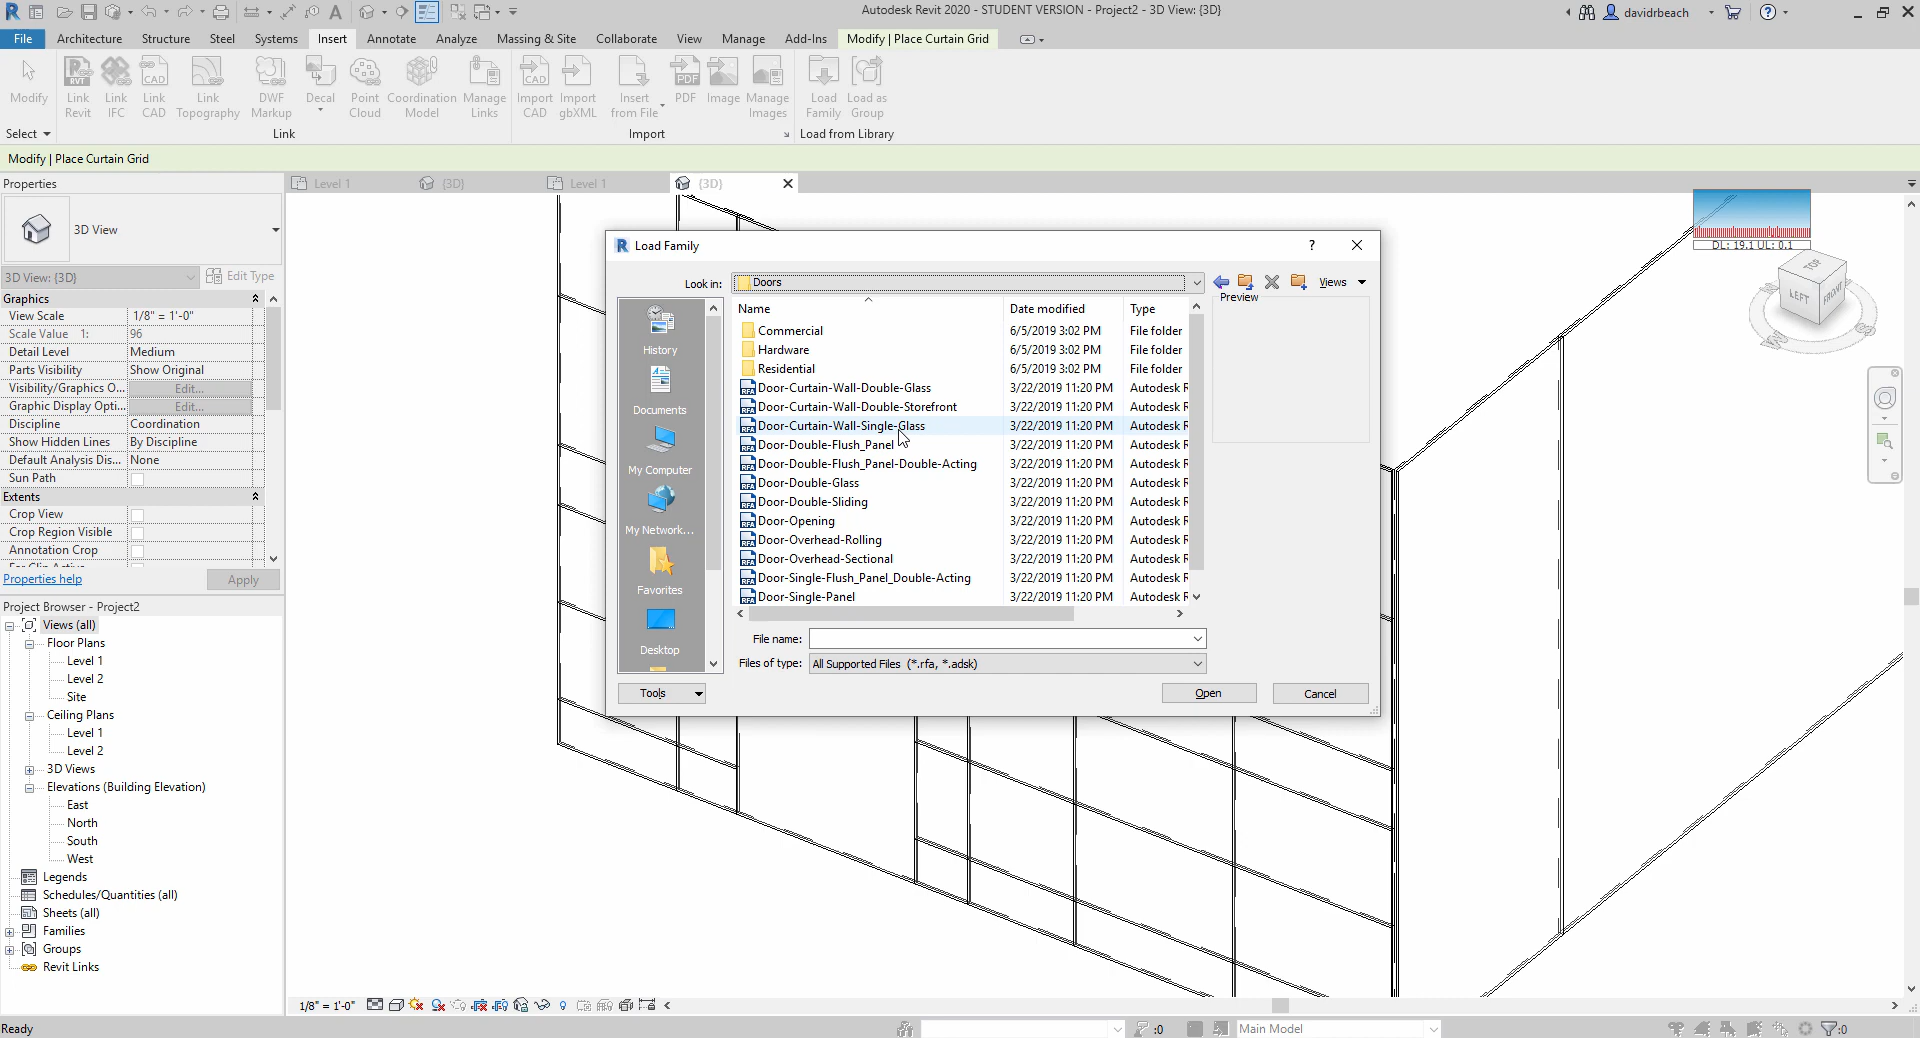 Autodesk Revit 2020 - STUDENT VERSION - Project2 - 3D View: {3D}
davidrbeach
File Architecture Structure Steel Systems Insert Annotate Analyze Massing & Site Collaborate View Manage Add-Ins Modify | Place Curtain Grid
Modify
Link Revit
Link IFC
Link CAD
Link Topography
DWF Markup
Decal
Point Cloud
Coordination Model
Manage Links
Import CAD
Import gbXML
Insert from File
PDF
Image
Manage Images
Load Family
Load as Group
Select
Link
Import
Load from Library
Modify | Place Curtain Grid
Properties
Level 1
{3D}
Level 1
{3D}
3D View
3D View: {3D}
Edit Type
Graphics
View Scale 1/8" = 1'-0"
Scale Value 1: 96
Detail Level Medium
Parts Visibility Show Original
Visibility/Graphics O... Edit...
Graphic Display Opti... Edit...
Discipline Coordination
Show Hidden Lines By Discipline
Default Analysis Dis... None
Sun Path
Extents
Crop View
Crop Region Visible
Annotation Crop
Properties help
Apply
Project Browser - Project2
Views (all)
Floor Plans
Level 1
Level 2
Site
Ceiling Plans
Level 1
Level 2
3D Views
Elevations (Building Elevation)
East
North
South
West
Legends
Schedules/Quantities (all)
Sheets (all)
Families
Groups
Revit Links
Load Family
Look in: Doors
Views
Preview
Name Date modified Type
Commercial 6/5/2019 3:02 PM File folder
Hardware 6/5/2019 3:02 PM File folder
Residential 6/5/2019 3:02 PM File folder
Door-Curtain-Wall-Double-Glass 3/22/2019 11:20 PM Autodesk R
Door-Curtain-Wall-Double-Storefront 3/22/2019 11:20 PM Autodesk R
Door-Curtain-Wall-Single-Glass 3/22/2019 11:20 PM Autodesk R
Door-Double-Flush_Panel 3/22/2019 11:20 PM Autodesk R
Door-Double-Flush_Panel-Double-Acting 3/22/2019 11:20 PM Autodesk R
Door-Double-Glass 3/22/2019 11:20 PM Autodesk R
Door-Double-Sliding 3/22/2019 11:20 PM Autodesk R
Door-Opening 3/22/2019 11:20 PM Autodesk R
Door-Overhead-Rolling 3/22/2019 11:20 PM Autodesk R
Door-Overhead-Sectional 3/22/2019 11:20 PM Autodesk R
Door-Single-Flush_Panel_Double-Acting 3/22/2019 11:20 PM Autodesk R
Door-Single-Panel 3/22/2019 11:20 PM Autodesk R
History
Documents
My Computer
My Network...
Favorites
Desktop
File name:
Files of type: All Supported Files (*.rfa, *.adsk)
Tools
Open
Cancel
DL: 19.1 UL: 0.1
TOP
LEFT
FRONT
W
S
1/8" = 1'-0"
Ready
:0
Main Model
:0